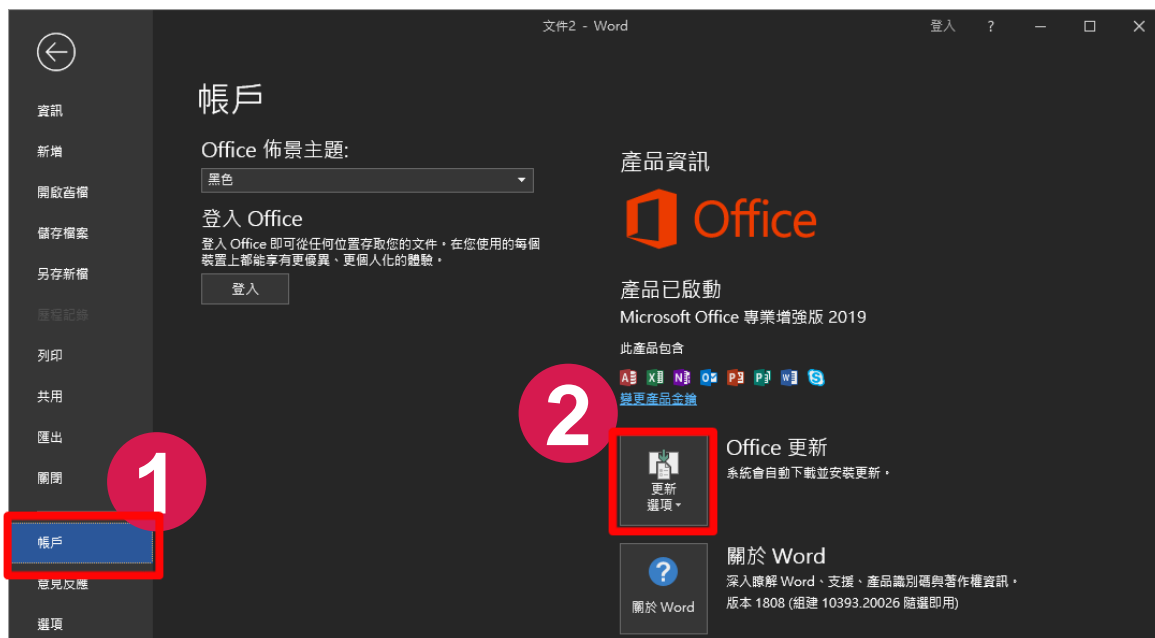 文件2 - Word
登入 ?
帳戶
資訊
新增
開啟舊檔
儲存檔案
另存新檔
歷程記錄
列印
共用
匯出
關閉
帳戶
意見反應
選項
Office 佈景主題:
黑色
登入 Office
登入 Office 即可從任何位置存取您的文件。在您使用的每個
裝置上都能享有更優異、更個人化的體驗。
登入
產品資訊
Office
產品已啟動
Microsoft Office 專業增強版 2019
此產品包含
變更產品金鑰
更新
選項
Office 更新
系統會自動下載並安裝更新。
關於 Word
關於 Word
深入瞭解 Word、支援、產品識別碼與著作權資訊。
版本 1808 (組建 10393.20026 隨選即用)
1
2